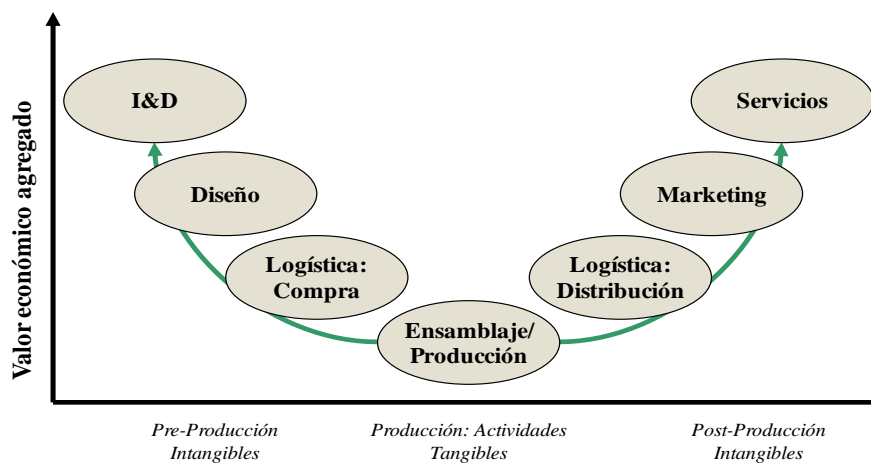 Valor económico agregado
I&D
Servicios
Diseño
Marketing
Logística:
Compra
Logística:
Distribución
Ensamblaje/
Producción
Pre-Producción
Intangibles
Producción: Actividades
Tangibles
Post-Producción
Intangibles